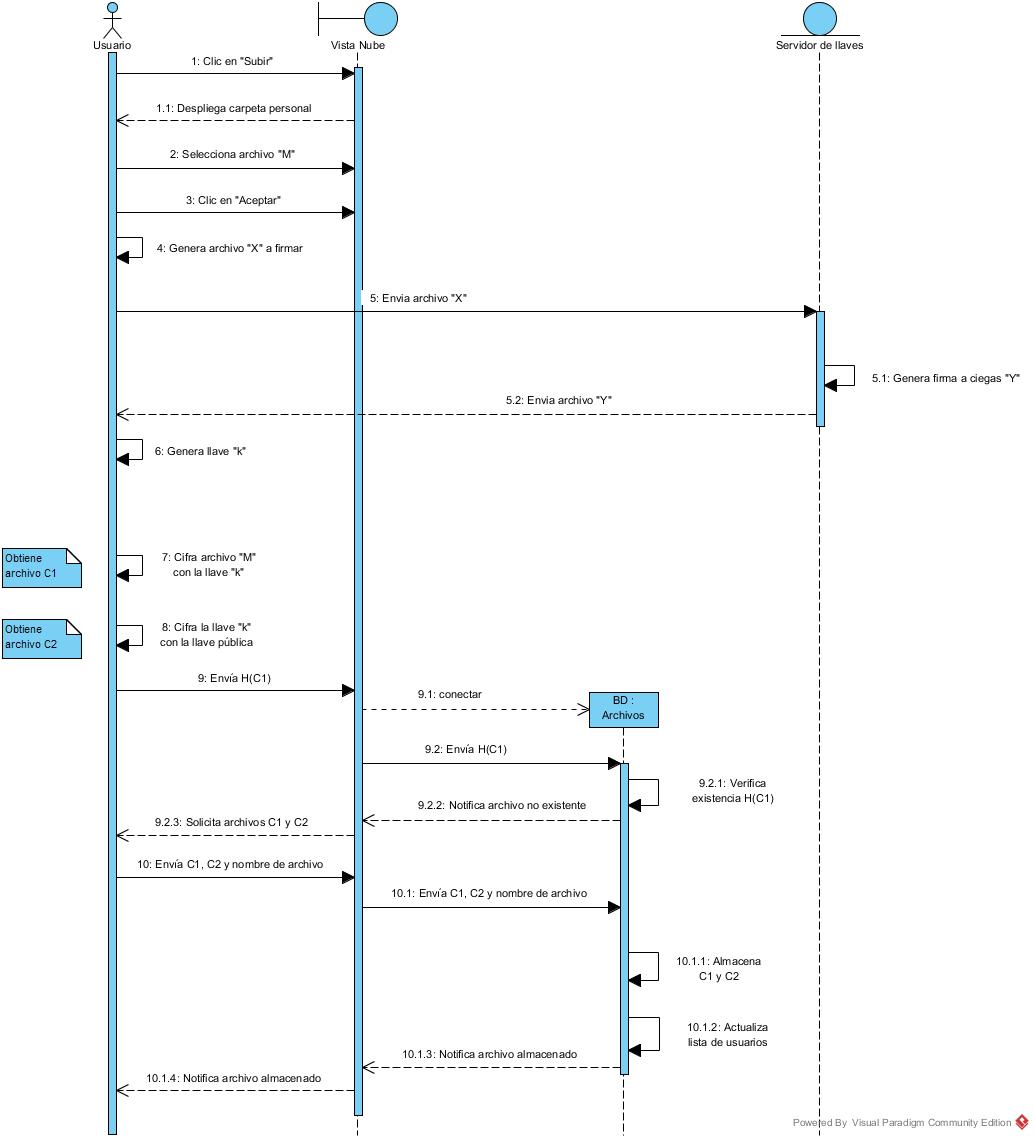 Usuario
Vista Nube
Servidor de llaves
1: Clic en "Subir"
1.1: Despliega carpeta personal
2: Selecciona archivo "M"
3: Clic en "Aceptar"
4: Genera archivo "X" a firmar
5: Envia archivo "X"
5.1: Genera firma a ciegas "Y"
5.2: Envia archivo "Y"
6: Genera llave "k"
Obtiene
archivo C1
7: Cifra archivo "M"
con la llave "k"
Obtiene
archivo C2
8: Cifra la llave "k"
con la llave pública
9: Envía H(C1)
9.1: conectar
BD :
Archivos
9.2: Envía H(C1)
9.2.1: Verifica
existencia H(C1)
9.2.2: Notifica archivo no existente
9.2.3: Solicita archivos C1 y C2
10: Envía C1, C2 y nombre de archivo
10.1: Envía C1, C2 y nombre de archivo
10.1.1: Almacena
C1 y C2
10.1.2: Actualiza
lista de usuarios
10.1.3: Notifica archivo almacenado
10.1.4: Notifica archivo almacenado
Powered By Visual Paradigm Community Edition